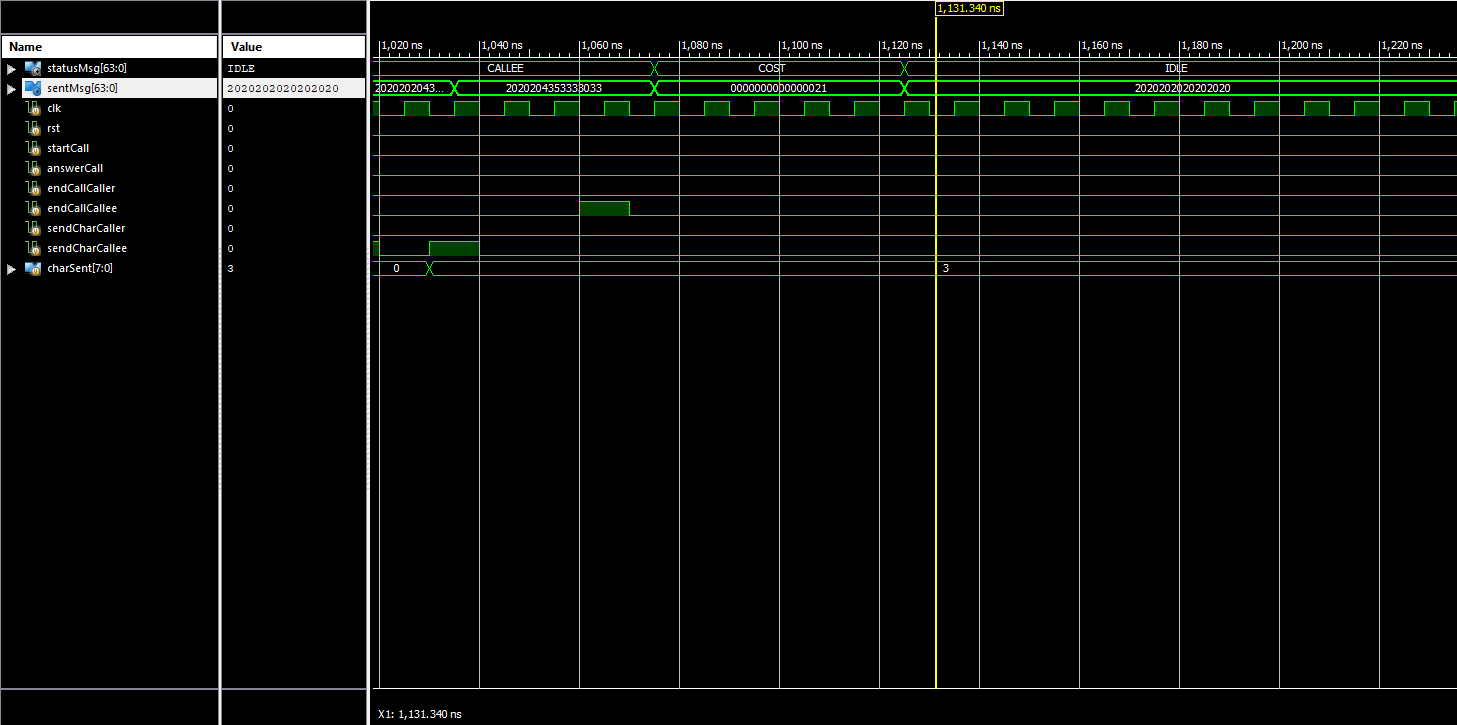 1,131.340 ns
Name Value
1,020 ns 1,040 ns 1,060 ns 1,080 ns 1,100 ns 1,120 ns 1,140 ns 1,160 ns 1,180 ns 1,200 ns 1,220 ns
statusMsg[63:0] IDLE CALLEE COST IDLE
sentMsg[63:0] 2020202020202020 2020202043... 2020204353333033 0000000000000021 2020202020202020
clk 0
rst 0
startCall 0
answerCall 0
endCallCaller 0
endCallCallee 0
sendCharCaller 0
sendCharCallee 0
charSent[7:0] 3 0 3
X1: 1,131.340 ns